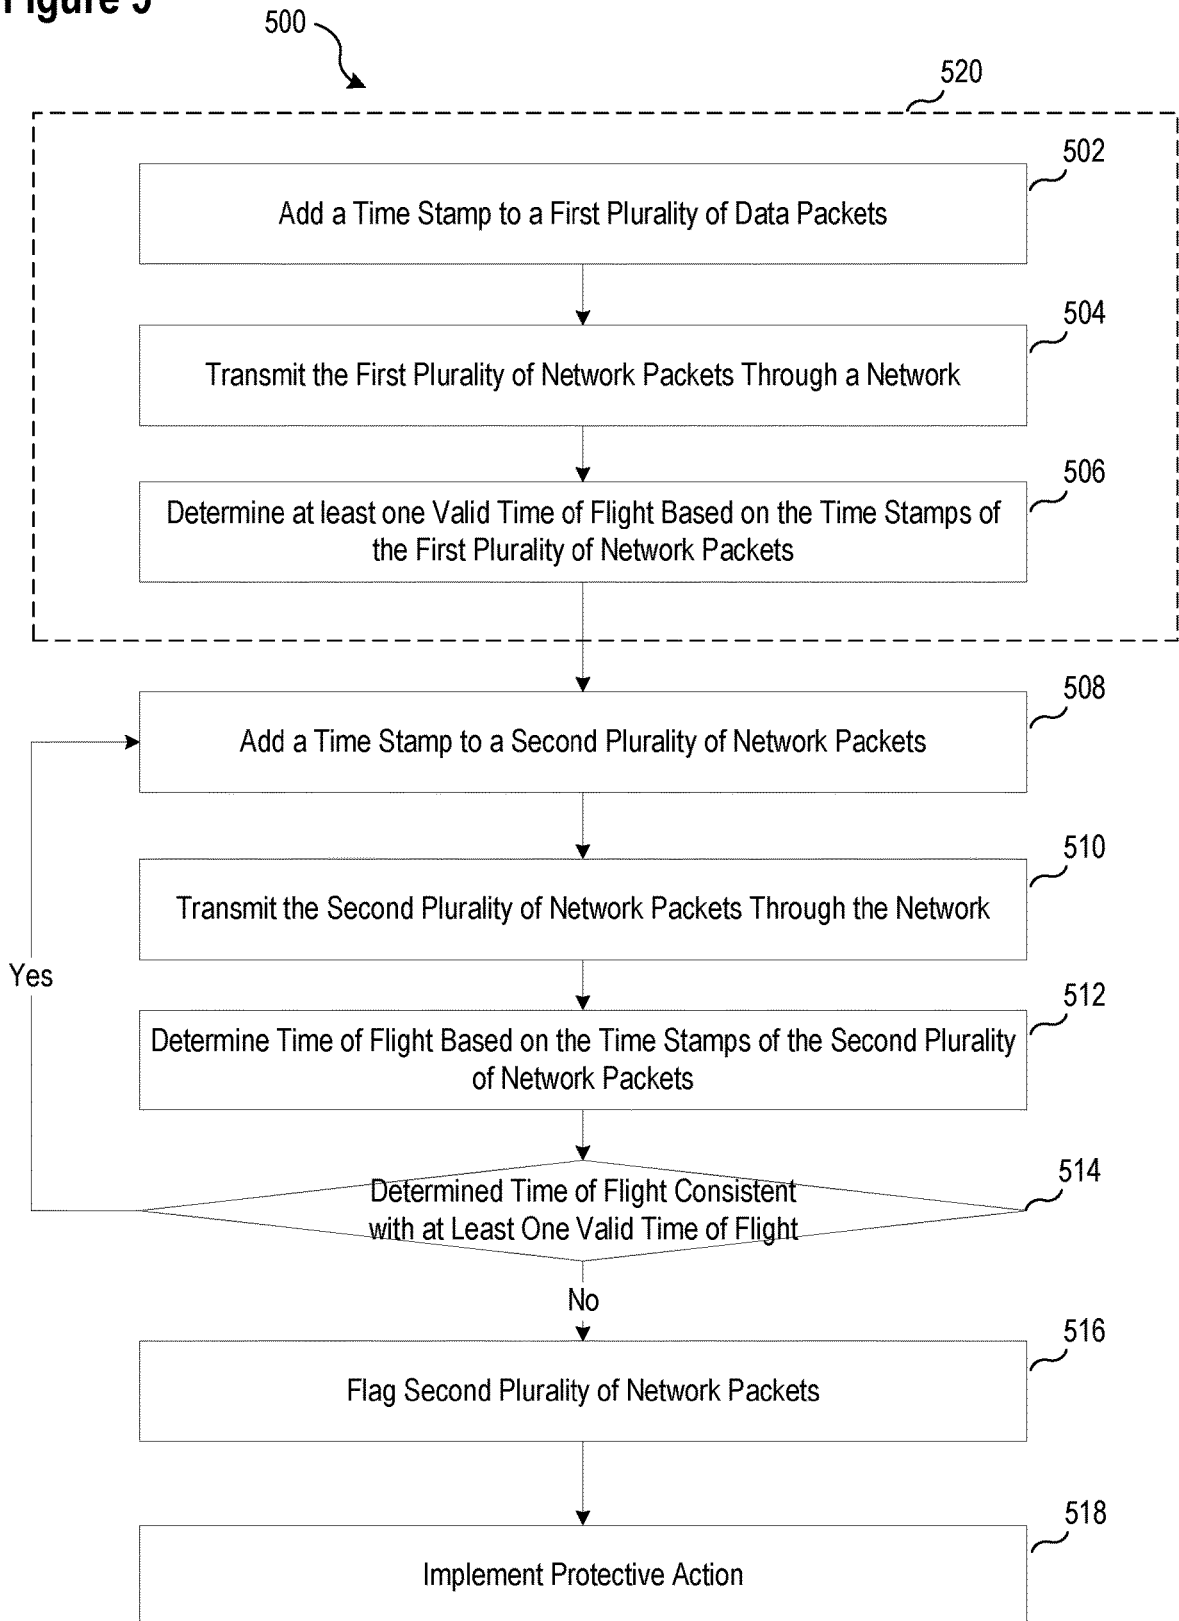 Figure 5
500
520
502
Add a Time Stamp to a First Plurality of Data Packets
504
Transmit the First Plurality of Network Packets Through a Network
506
Determine at least one Valid Time of Flight Based on the Time Stamps of
the First Plurality of Network Packets
508
Add a Time Stamp to a Second Plurality of Network Packets
510
Transmit the Second Plurality of Network Packets Through the Network
Yes
512
Determine Time of Flight Based on the Time Stamps of the Second Plurality
of Network Packets
514
Determined Time of Flight Consistent
with at Least One Valid Time of Flight
No
516
Flag Second Plurality of Network Packets
518
Implement Protective Action